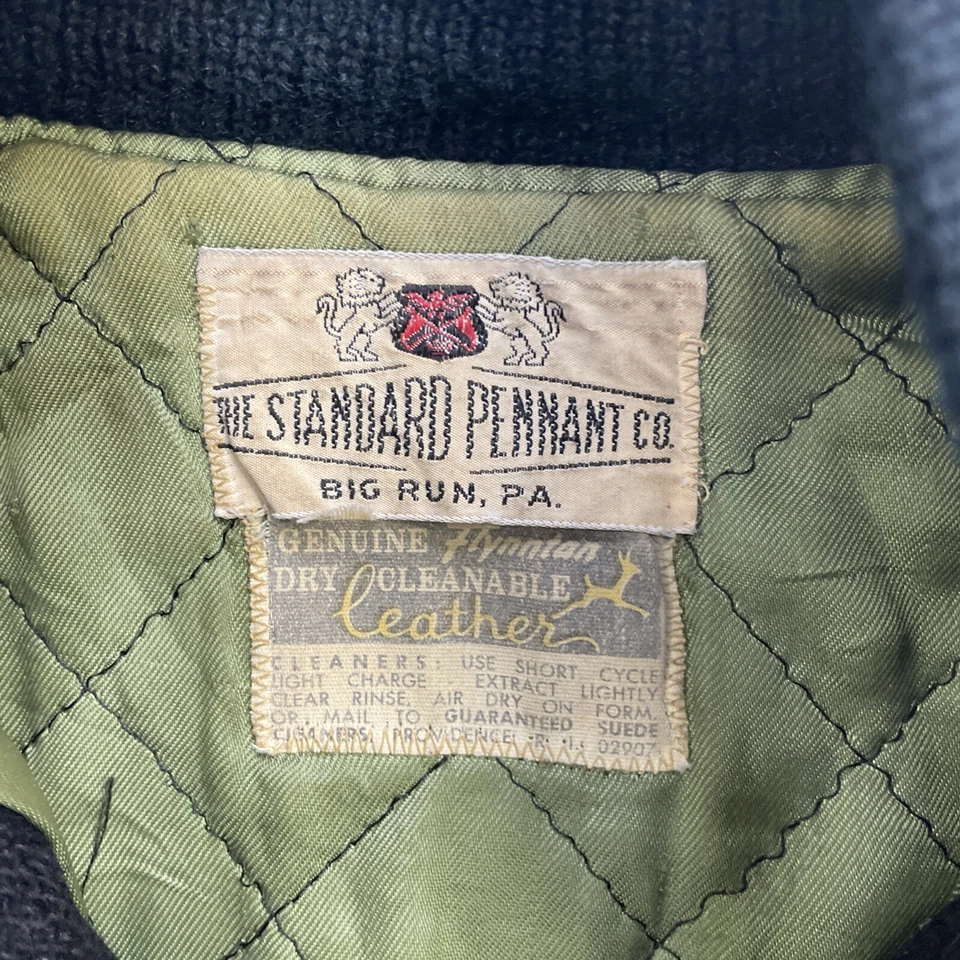 THE STANDARD PENNANT CO.
BIG RUN, PA.
GENUINE Flynntan
DRY CLEANABLE
Leather
CLEANERS: USE SHORT CYCLE
LIGHT CHARGE EXTRACT LIGHTLY
CLEAR RINSE, AIR DRY ON FORM,
OR MAIL TO GUARANTEED SUEDE
CLEANERS, PROVIDENCE, R. I. 02907